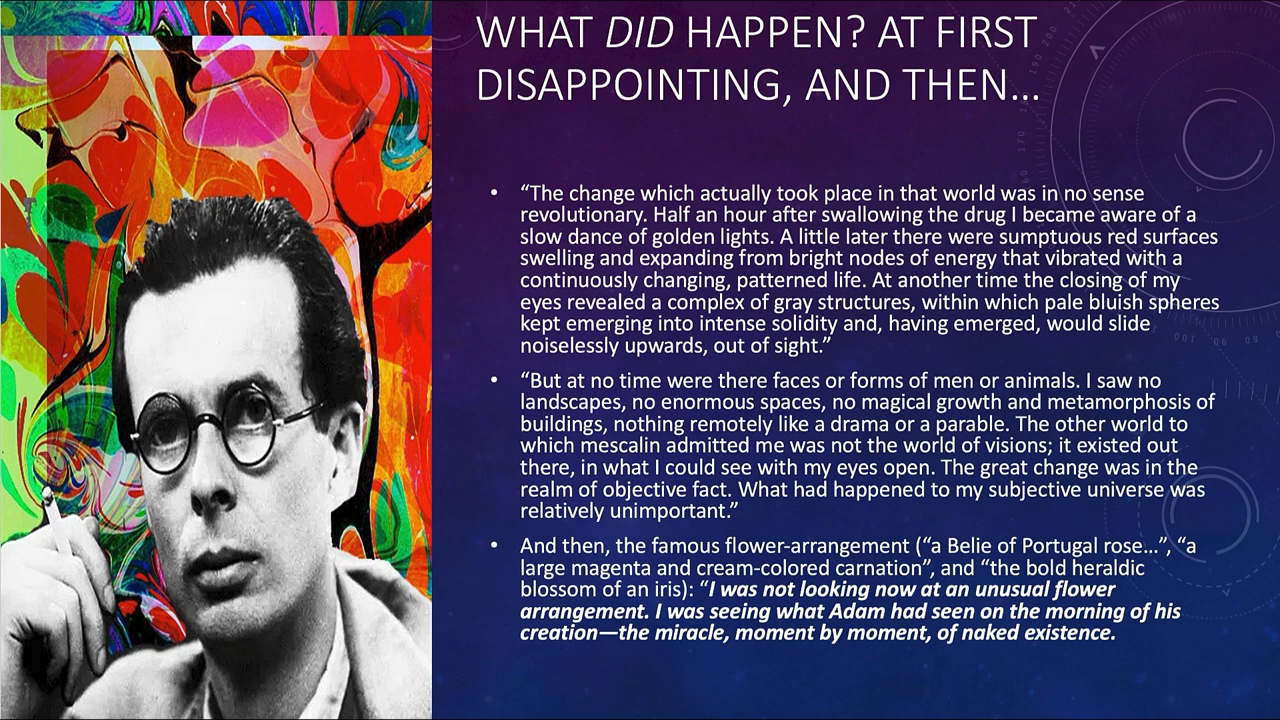 WHAT DID HAPPEN? AT FIRST
DISAPPOINTING, AND THEN…
• “The change which actually took place in that world was in no sense
revolutionary. Half an hour after swallowing the drug I became aware of a
slow dance of golden lights. A little later there were sumptuous red surfaces
swelling and expanding from bright nodes of energy that vibrated with a
continuously changing, patterned life. At another time the closing of my
eyes revealed a complex of gray structures, within which pale bluish spheres
kept emerging into intense solidity and, having emerged, would slide
noiselessly upwards, out of sight.”
• “But at no time were there faces or forms of men or animals. I saw no
landscapes, no enormous spaces, no magical growth and metamorphosis of
buildings, nothing remotely like a drama or a parable. The other world to
which mescalin admitted me was not the world of visions; it existed out
there, in what I could see with my eyes open. The great change was in the
realm of objective fact. What had happened to my subjective universe was
relatively unimportant.”
• And then, the famous flower-arrangement (“a Belie of Portugal rose…”, “a
large magenta and cream-colored carnation”, and “the bold heraldic
blossom of an iris): “I was not looking now at an unusual flower
arrangement. I was seeing what Adam had seen on the morning of his
creation—the miracle, moment by moment, of naked existence.